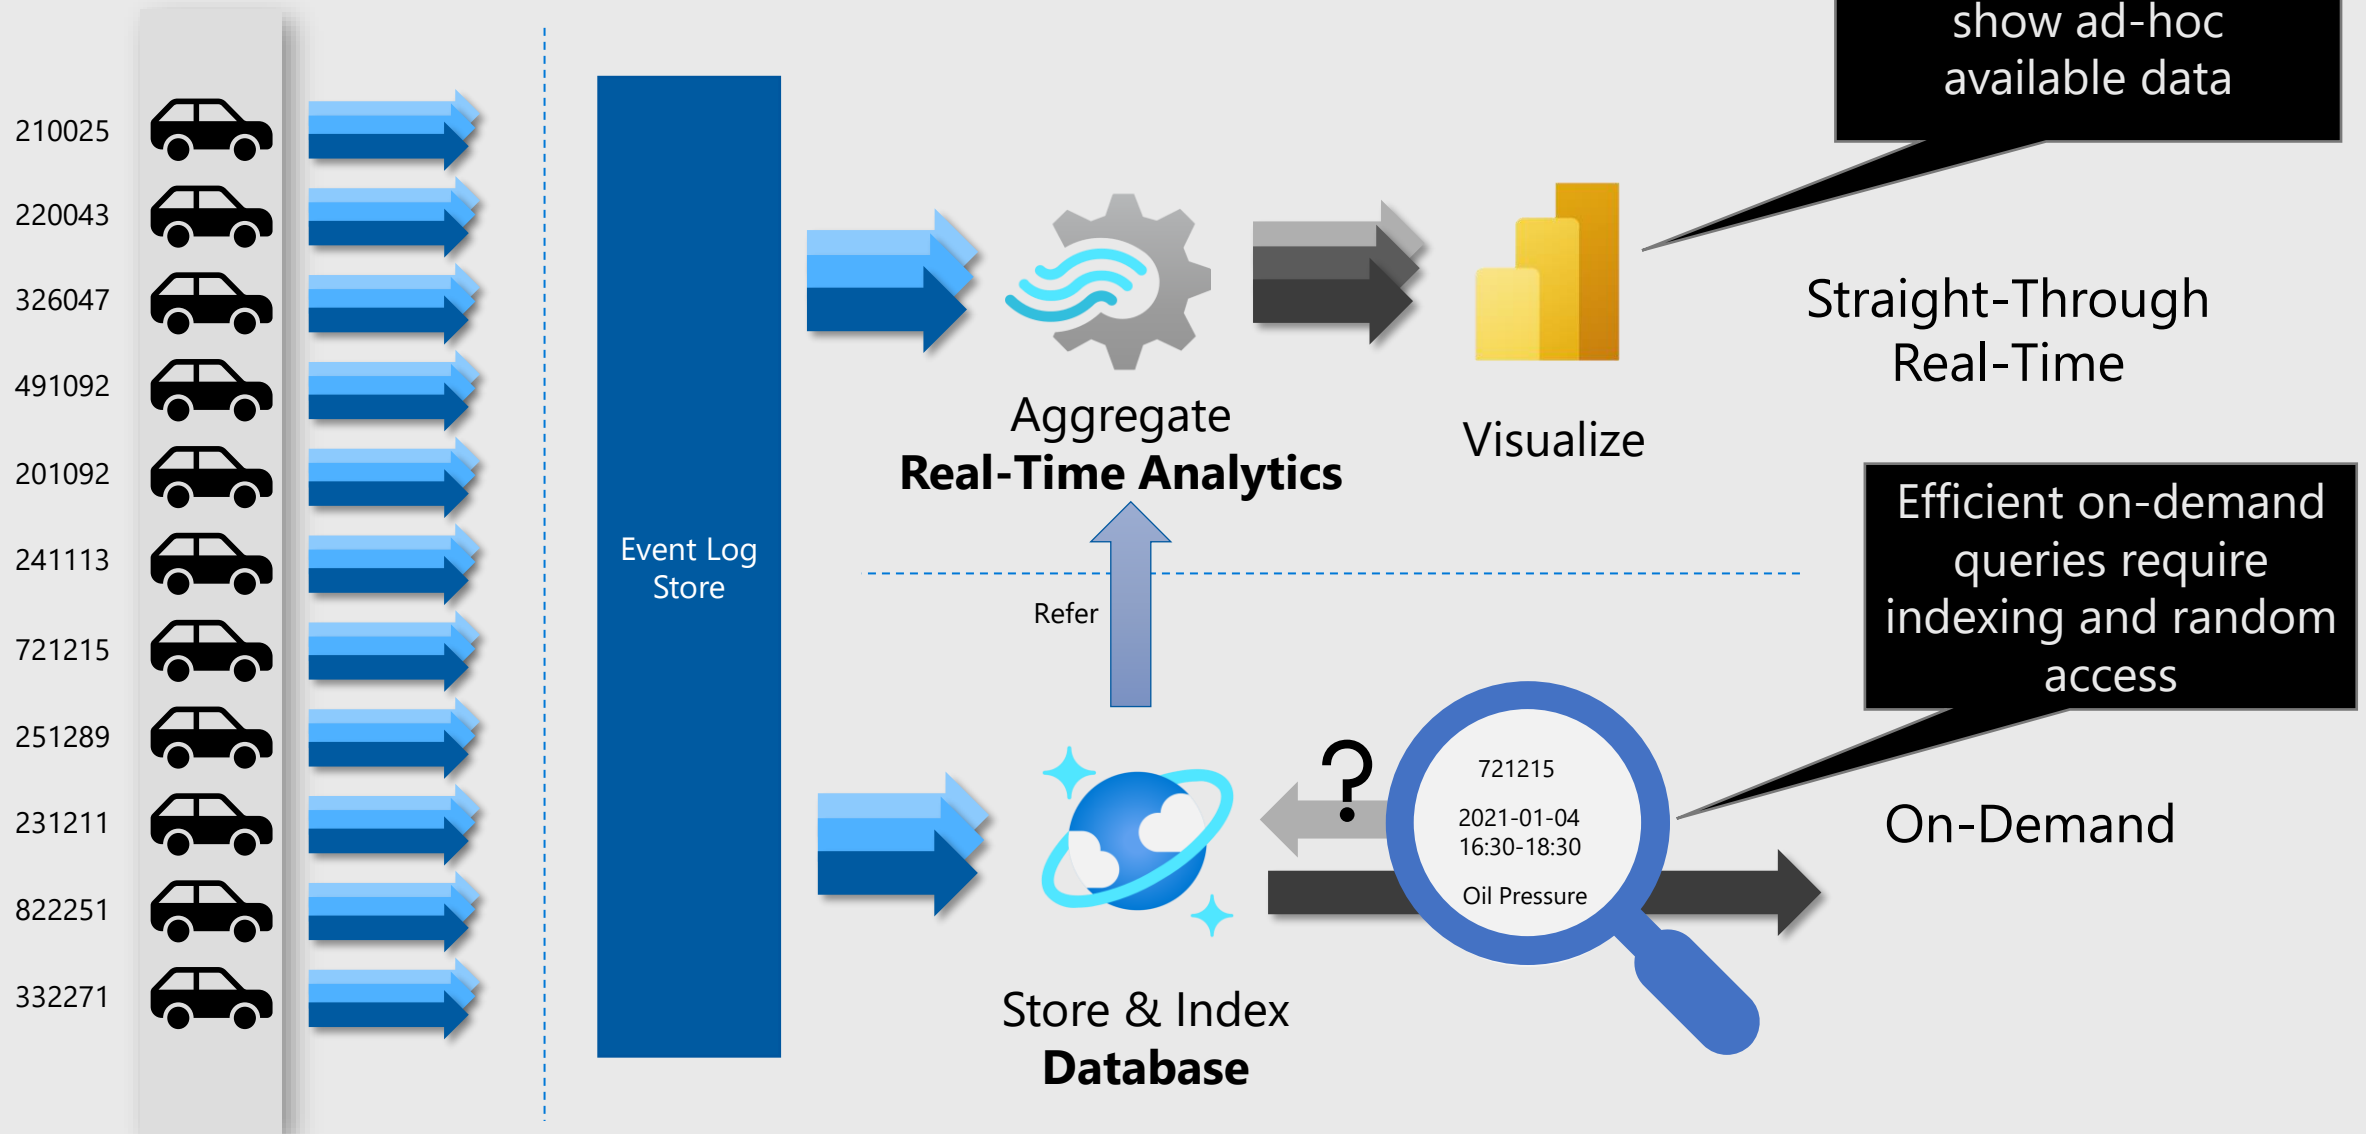 show ad-hoc
available data
210025
220043
326047
491092
201092
241113
721215
251289
231211
822251
332271
Event Log
Store
Aggregate
Real-Time Analytics
Visualize
Straight-Through
Real-Time
Refer
Efficient on-demand
queries require
indexing and random
access
?
721215
2021-01-04
16:30-18:30
Oil Pressure
On-Demand
Store & Index
Database